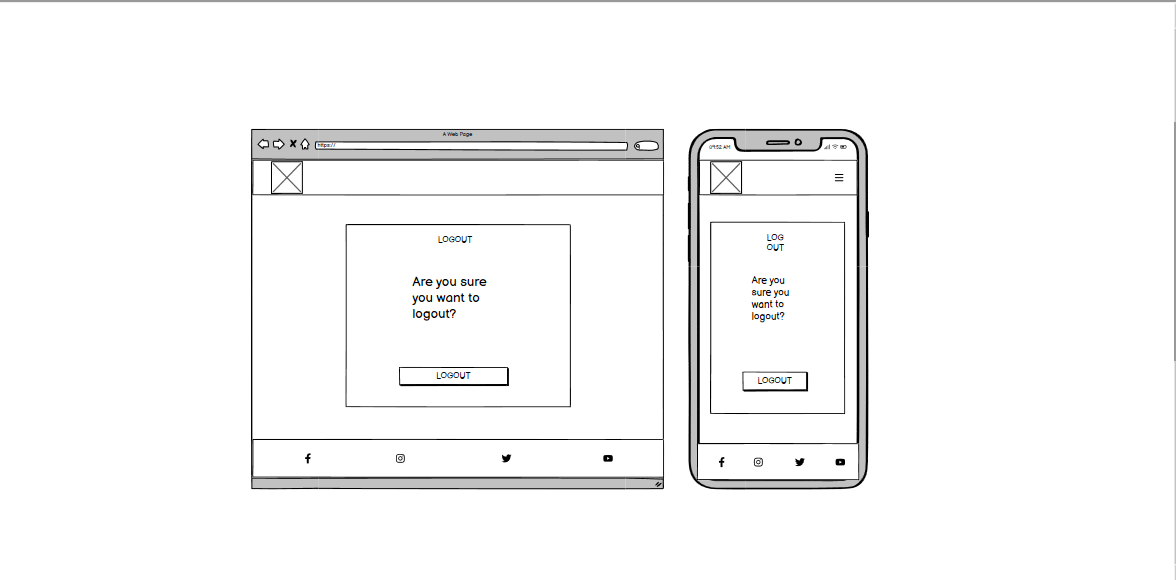 A Web Page
https://
LOGOUT
Are you sure
you want to
logout?
LOGOUT
09:52 AM
LOG
OUT
Are you
sure you
want to
logout?
LOGOUT